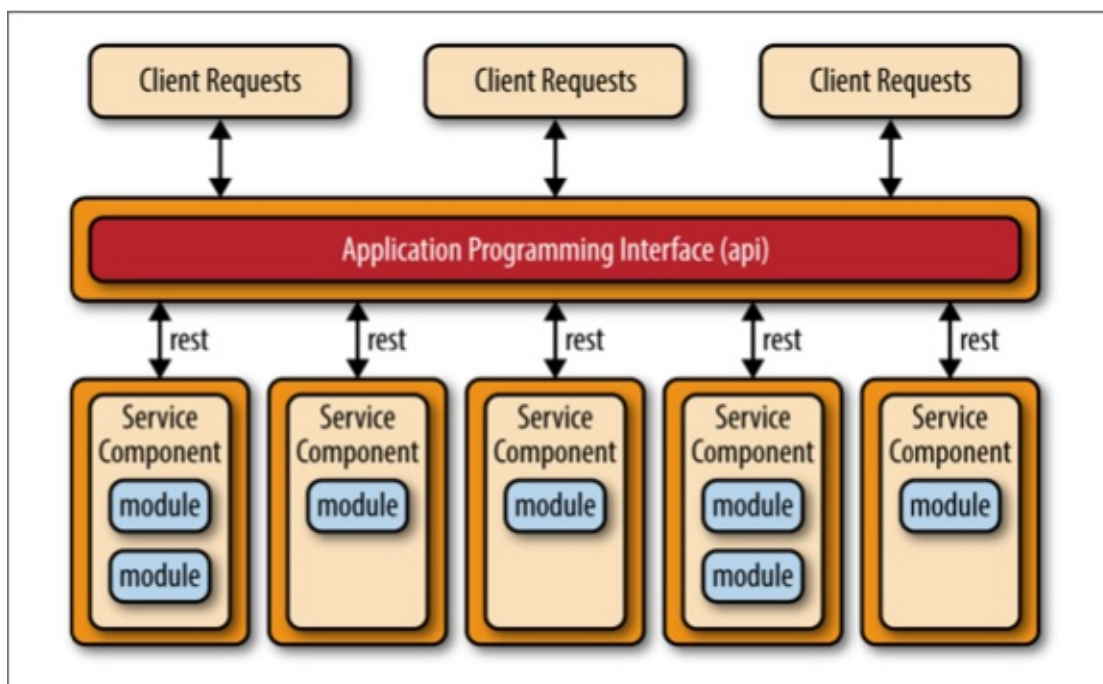 Client Requests
Client Requests
Client Requests
Application Programming Interface (api)
rest
rest
rest
rest
rest
Service
Component
module
module
Service
Component
module
Service
Component
module
Service
Component
module
module
Service
Component
module